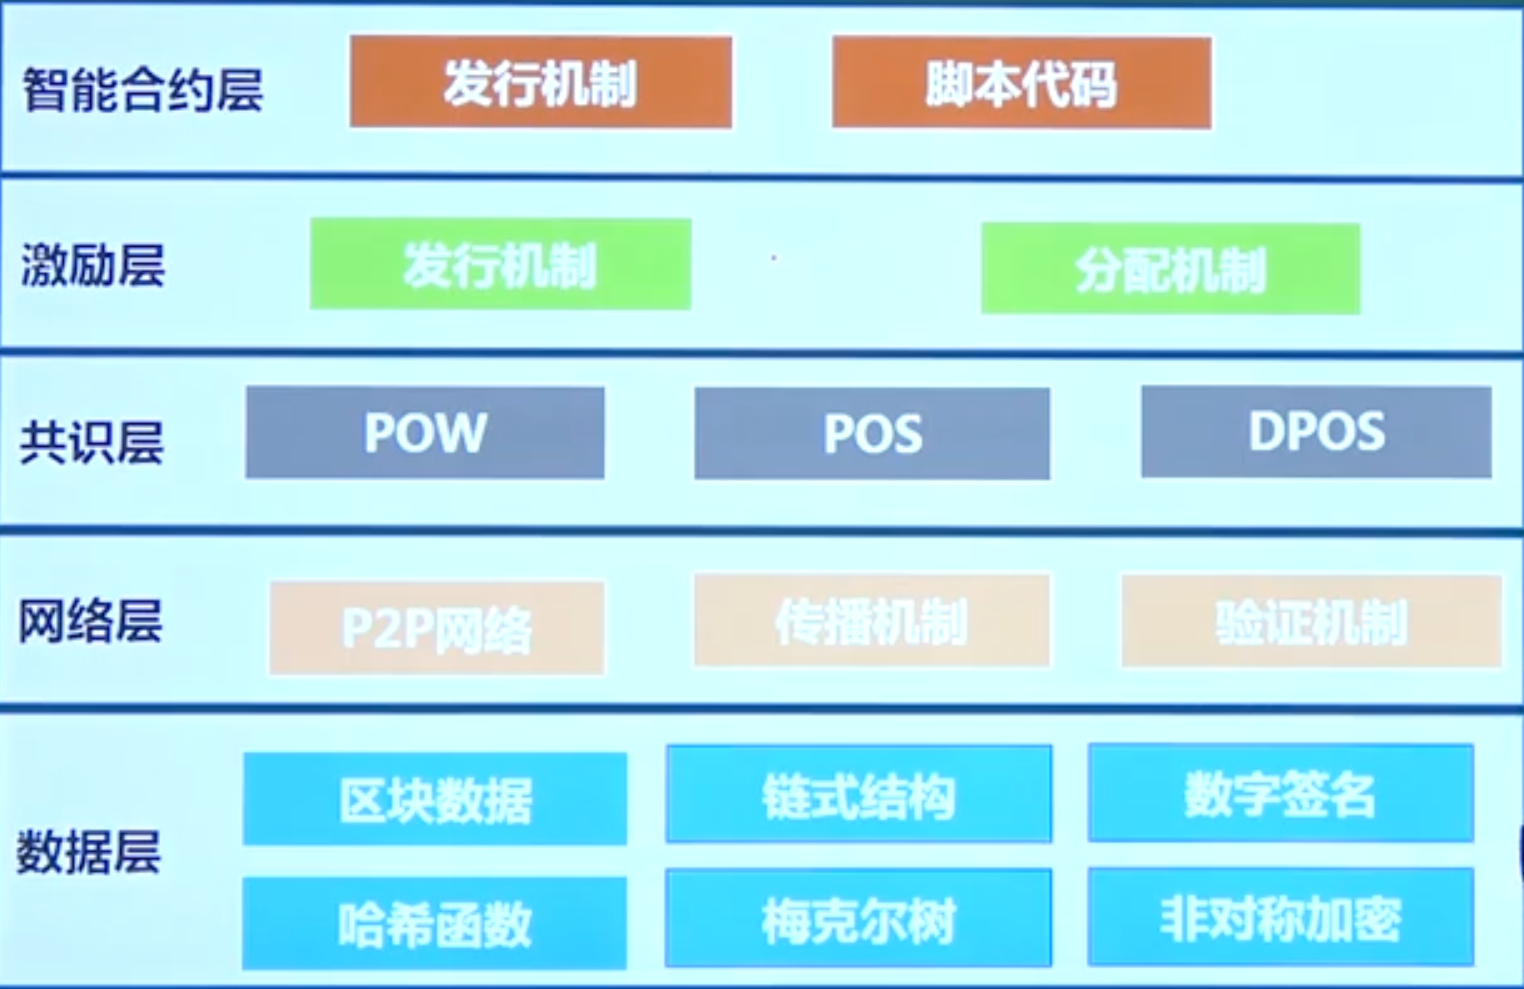 智能合约层
发行机制
脚本代码
激励层
发行机制
分配机制
共识层
POW
POS
DPOS
网络层
P2P网络
传播机制
验证机制
数据层
区块数据
链式结构
数字签名
哈希函数
梅克尔树
非对称加密